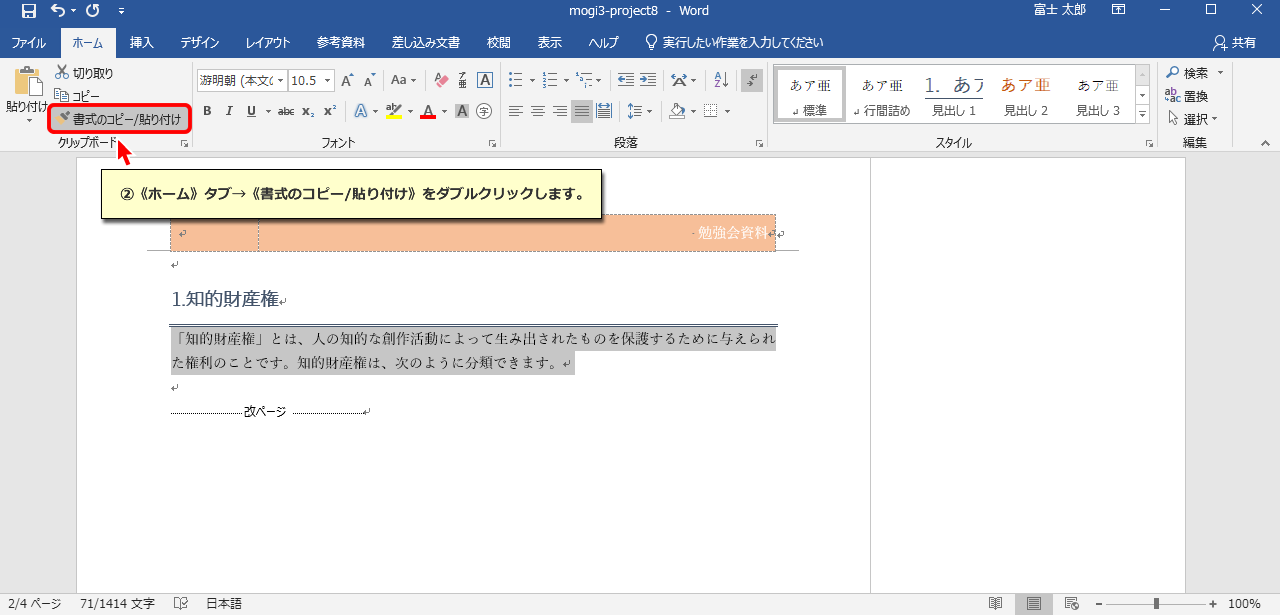 mogi3-project8 - Word
富士 太郎
ファイル ホーム 挿入 デザイン レイアウト 参考資料 差し込み文書 校閲 表示 ヘルプ 実行したい作業を入力してください 共有
貼り付け
切り取り
コピー
書式のコピー/貼り付け
クリップボード
游明朝 (本文の 10.5
Aa
B I U abc x₂ x²
フォント
段落
あア亜 標準
あア亜 行間詰め
1. あア 見出し 1
あア亜 見出し 2
あア亜 見出し 3
スタイル
検索
置換
選択
編集
②《ホーム》タブ→《書式のコピー/貼り付け》をダブルクリックします。
勉強会資料
1.知的財産権
「知的財産権」とは、人の知的な創作活動によって生み出されたものを保護するために与えられ
た権利のことです。知的財産権は、次のように分類できます。
改ページ
2/4 ページ 71/1414 文字 日本語 100%